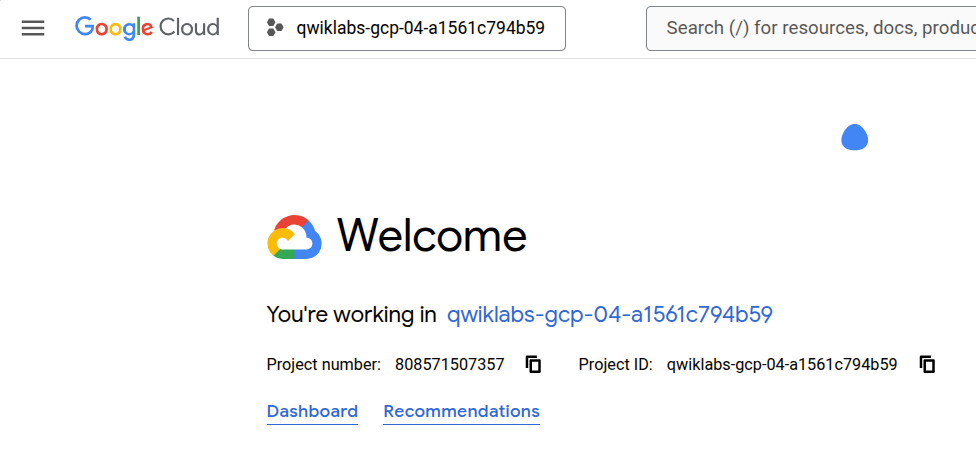 Google Cloud
qwiklabs-gcp-04-a1561c794b59
Search (/) for resources, docs, produc
Welcome
You're working in qwiklabs-gcp-04-a1561c794b59
Project number: 808571507357
Project ID: qwiklabs-gcp-04-a1561c794b59
Dashboard
Recommendations